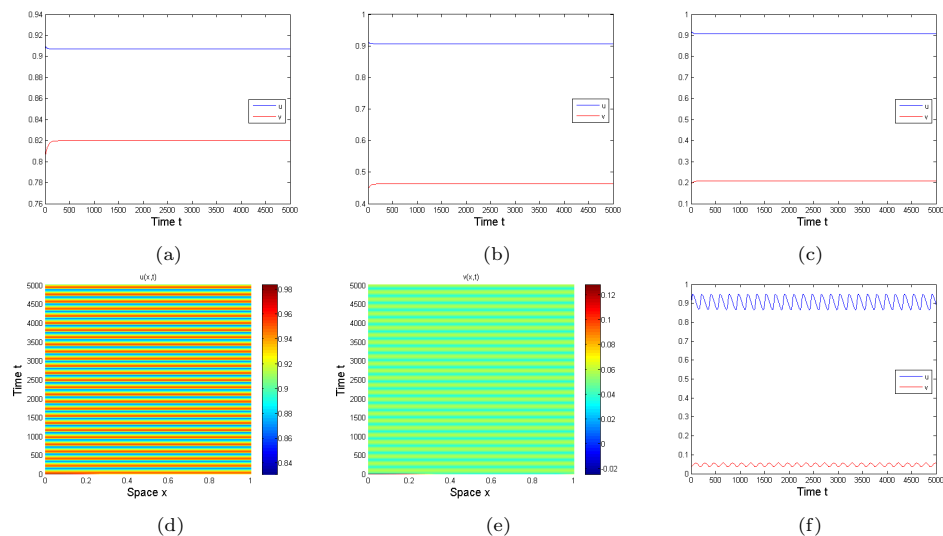 0.94
0.92
0.9
0.88
0.86
0.84
0.82
0.8
0.78
0.76
0 500 1000 1500 2000 2500 3000 3500 4000 4500 5000
Time t
u
v
(a)
1
0.9
0.8
0.7
0.6
0.5
0.4
0 500 1000 1500 2000 2500 3000 3500 4000 4500 5000
Time t
u
v
(b)
1
0.9
0.8
0.7
0.6
0.5
0.4
0.3
0.2
0.1
0 500 1000 1500 2000 2500 3000 3500 4000 4500 5000
Time t
u
v
(c)
u(x,t)
5000
4500
4000
3500
3000
2500
2000
1500
1000
500
0
Time t
0 0.2 0.4 0.6 0.8 1
Space x
0.98
0.96
0.94
0.92
0.9
0.88
0.86
0.84
(d)
v(x,t)
5000
4500
4000
3500
3000
2500
2000
1500
1000
500
0
Time t
0 0.2 0.4 0.6 0.8 1
Space x
0.12
0.1
0.08
0.06
0.04
0.02
0
-0.02
(e)
1
0.9
0.8
0.7
0.6
0.5
0.4
0.3
0.2
0.1
0
0 500 1000 1500 2000 2500 3000 3500 4000 4500 5000
Time t
u
v
(f)